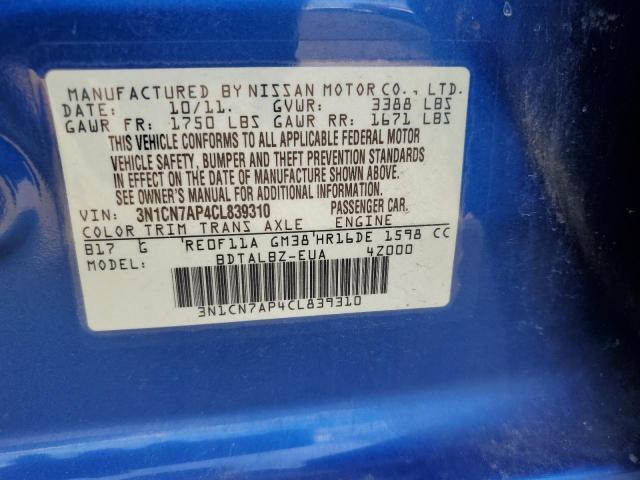 MANUFACTURED BY NISSAN MOTOR CO., LTD.
DATE: 10/11. GVWR: 3388 LBS
GAWR FR: 1750 LBS GAWR RR: 1671 LBS
THIS VEHICLE CONFORMS TO ALL APPLICABLE FEDERAL MOTOR
VEHICLE SAFETY, BUMPER AND THEFT PREVENTION STANDARDS
IN EFFECT ON THE DATE OF MANUFACTURE SHOWN ABOVE.
SEE OWNER'S MANUAL FOR ADDITIONAL INFORMATION.
VIN: 3N1CN7AP4CL839310 PASSENGER CAR.
COLOR TRIM TRANS AXLE ENGINE
B17 G 'RE0F11A GM38'HR16DE 1598 CC
MODEL: BDTALBZ-EUA 4Z000
3N1CN7AP4CL839310